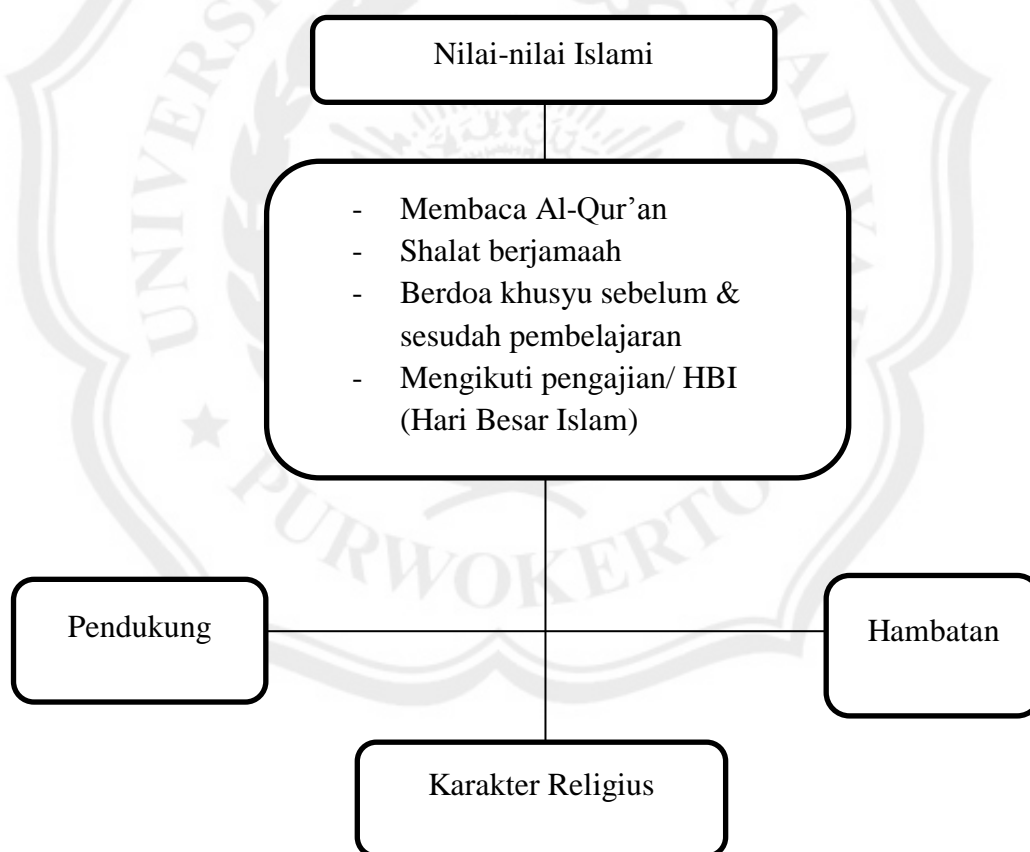 Nilai-nilai Islami
- Membaca Al-Qur’an
- Shalat berjamaah
- Berdoa khusyu sebelum &
sesudah pembelajaran
- Mengikuti pengajian/ HBI
(Hari Besar Islam)
Pendukung
Hambatan
Karakter Religius
PURWOKERTO